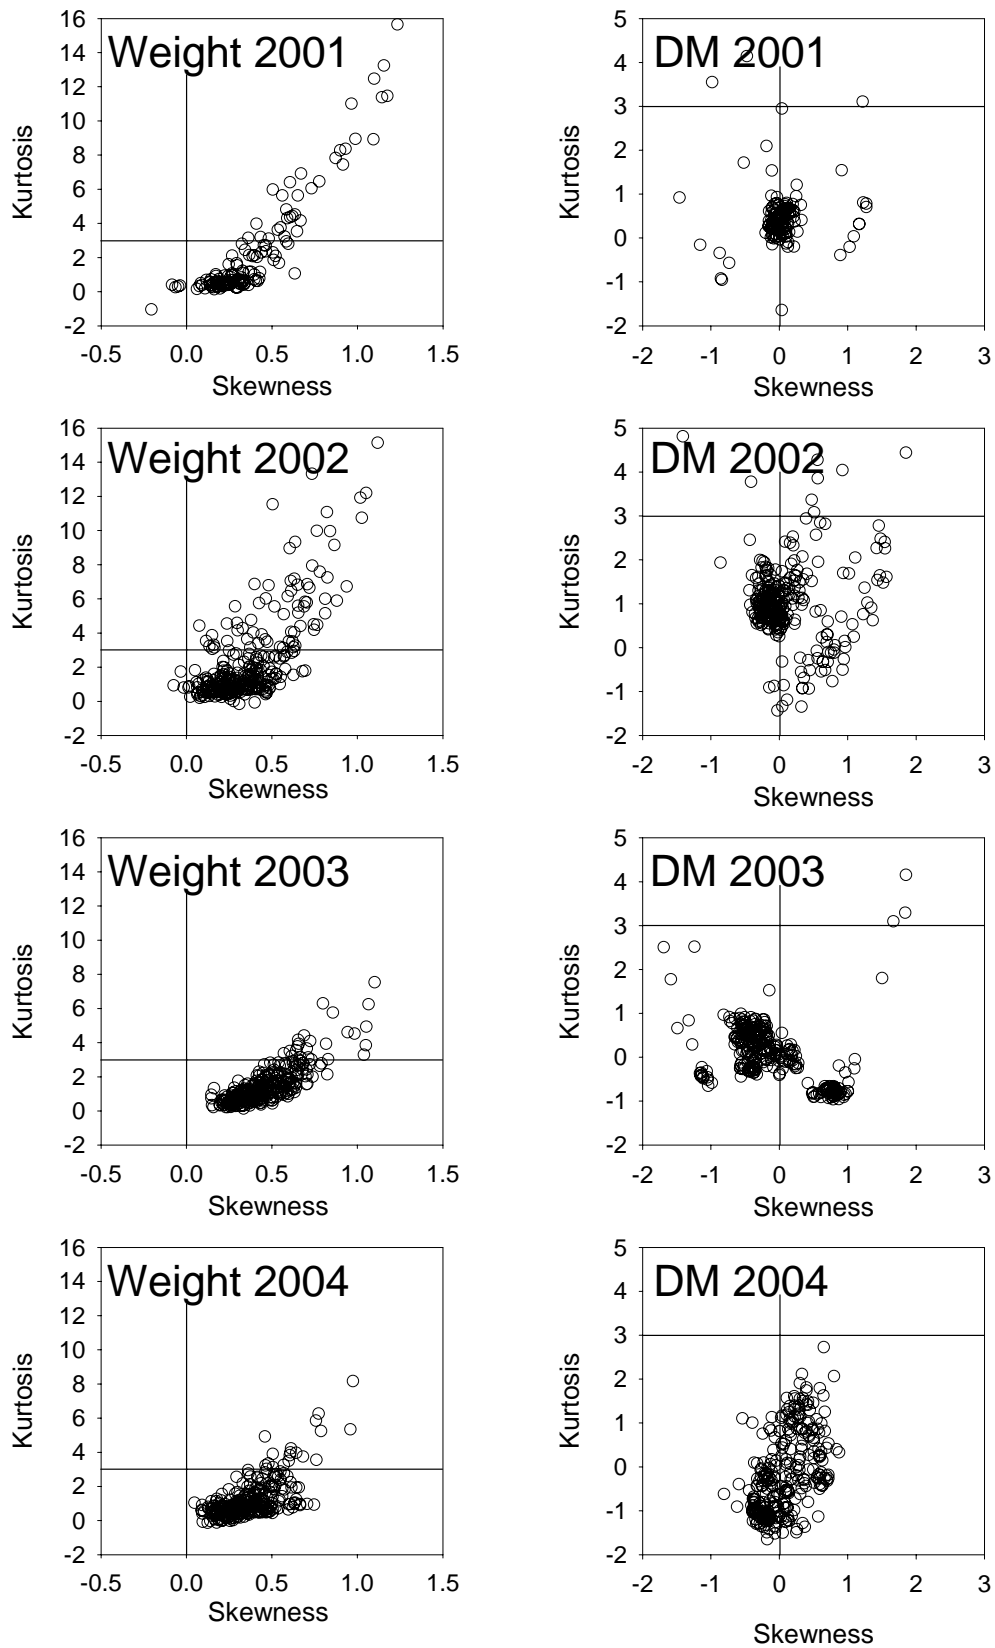 Weight 2001
Kurtosis
16
14
12
10
8
6
4
2
0
-2
-0.5 0.0 0.5 1.0 1.5
Skewness
DM 2001
Kurtosis
5
4
3
2
1
0
-1
-2
-2 -1 0 1 2 3
Skewness
Weight 2002
Kurtosis
16
14
12
10
8
6
4
2
0
-2
-0.5 0.0 0.5 1.0 1.5
Skewness
DM 2002
Kurtosis
5
4
3
2
1
0
-1
-2
-2 -1 0 1 2 3
Skewness
Weight 2003
Kurtosis
16
14
12
10
8
6
4
2
0
-2
-0.5 0.0 0.5 1.0 1.5
Skewness
DM 2003
Kurtosis
5
4
3
2
1
0
-1
-2
-2 -1 0 1 2 3
Skewness
Weight 2004
Kurtosis
16
14
12
10
8
6
4
2
0
-2
-0.5 0.0 0.5 1.0 1.5
Skewness
DM 2004
Kurtosis
5
4
3
2
1
0
-1
-2
-2 -1 0 1 2 3
Skewness